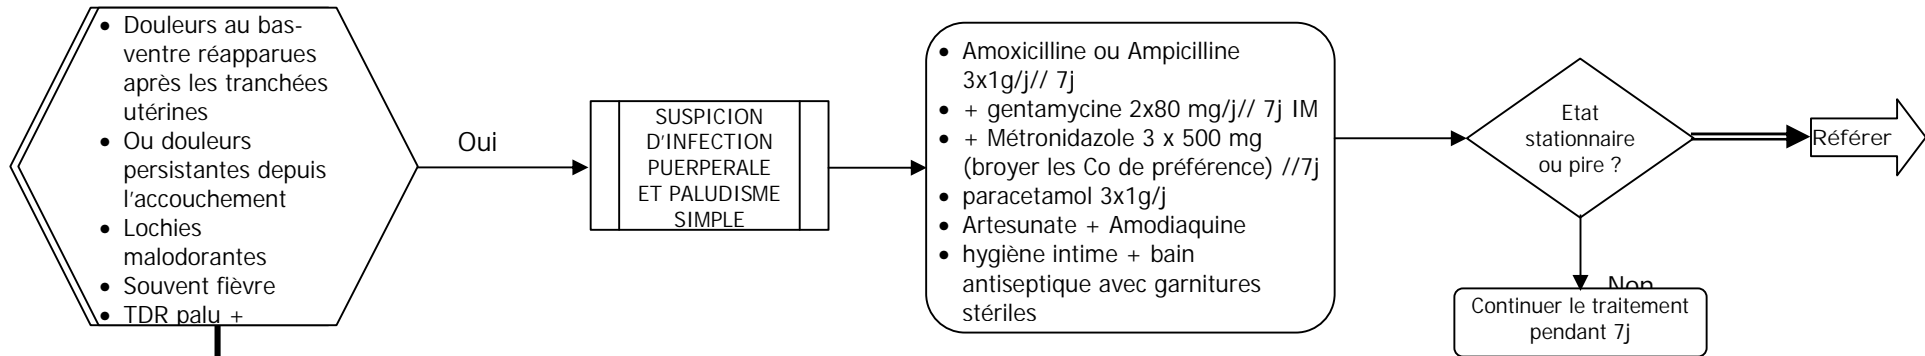 • Douleurs au bas-
ventre réapparues
après les tranchées
utérines
• Ou douleurs
persistantes depuis
l'accouchement
• Lochies
malodorantes
• Souvent fièvre
• TDR palu +
Oui
SUSPICION
D'INFECTION
PUERPERALE
ET PALUDISME
SIMPLE
• Amoxicilline ou Ampicilline
3x1g/j// 7j
• + gentamycine 2x80 mg/j// 7j IM
• + Métronidazole 3 x 500 mg
(broyer les Co de préférence) //7j
• paracetamol 3x1g/j
• Artesunate + Amodiaquine
• hygiène intime + bain
antiseptique avec garnitures
stériles
Etat
stationnaire
ou pire ?
Référer
Non
Continuer le traitement
pendant 7j